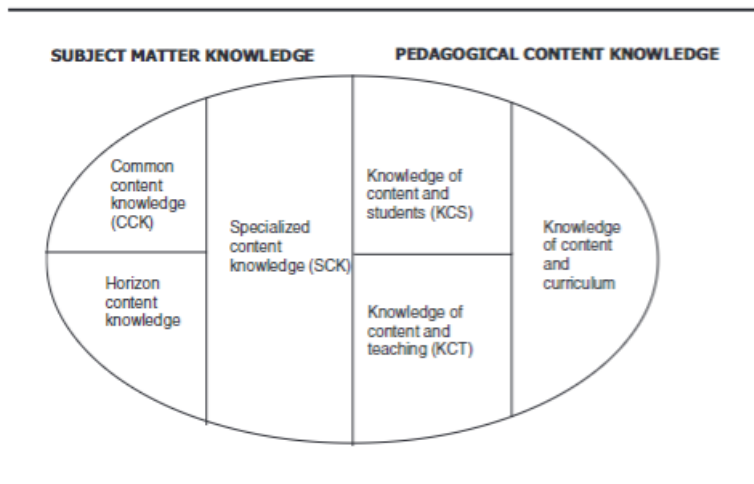 SUBJECT MATTER KNOWLEDGE
PEDAGOGICAL CONTENT KNOWLEDGE
Common
content
knowledge
(CCK)
Horizon
content
knowledge
Specialized
content
knowledge (SCK)
Knowledge of
content and
students (KCS)
Knowledge of
content and
teaching (KCT)
Knowledge
of content
and
curriculum